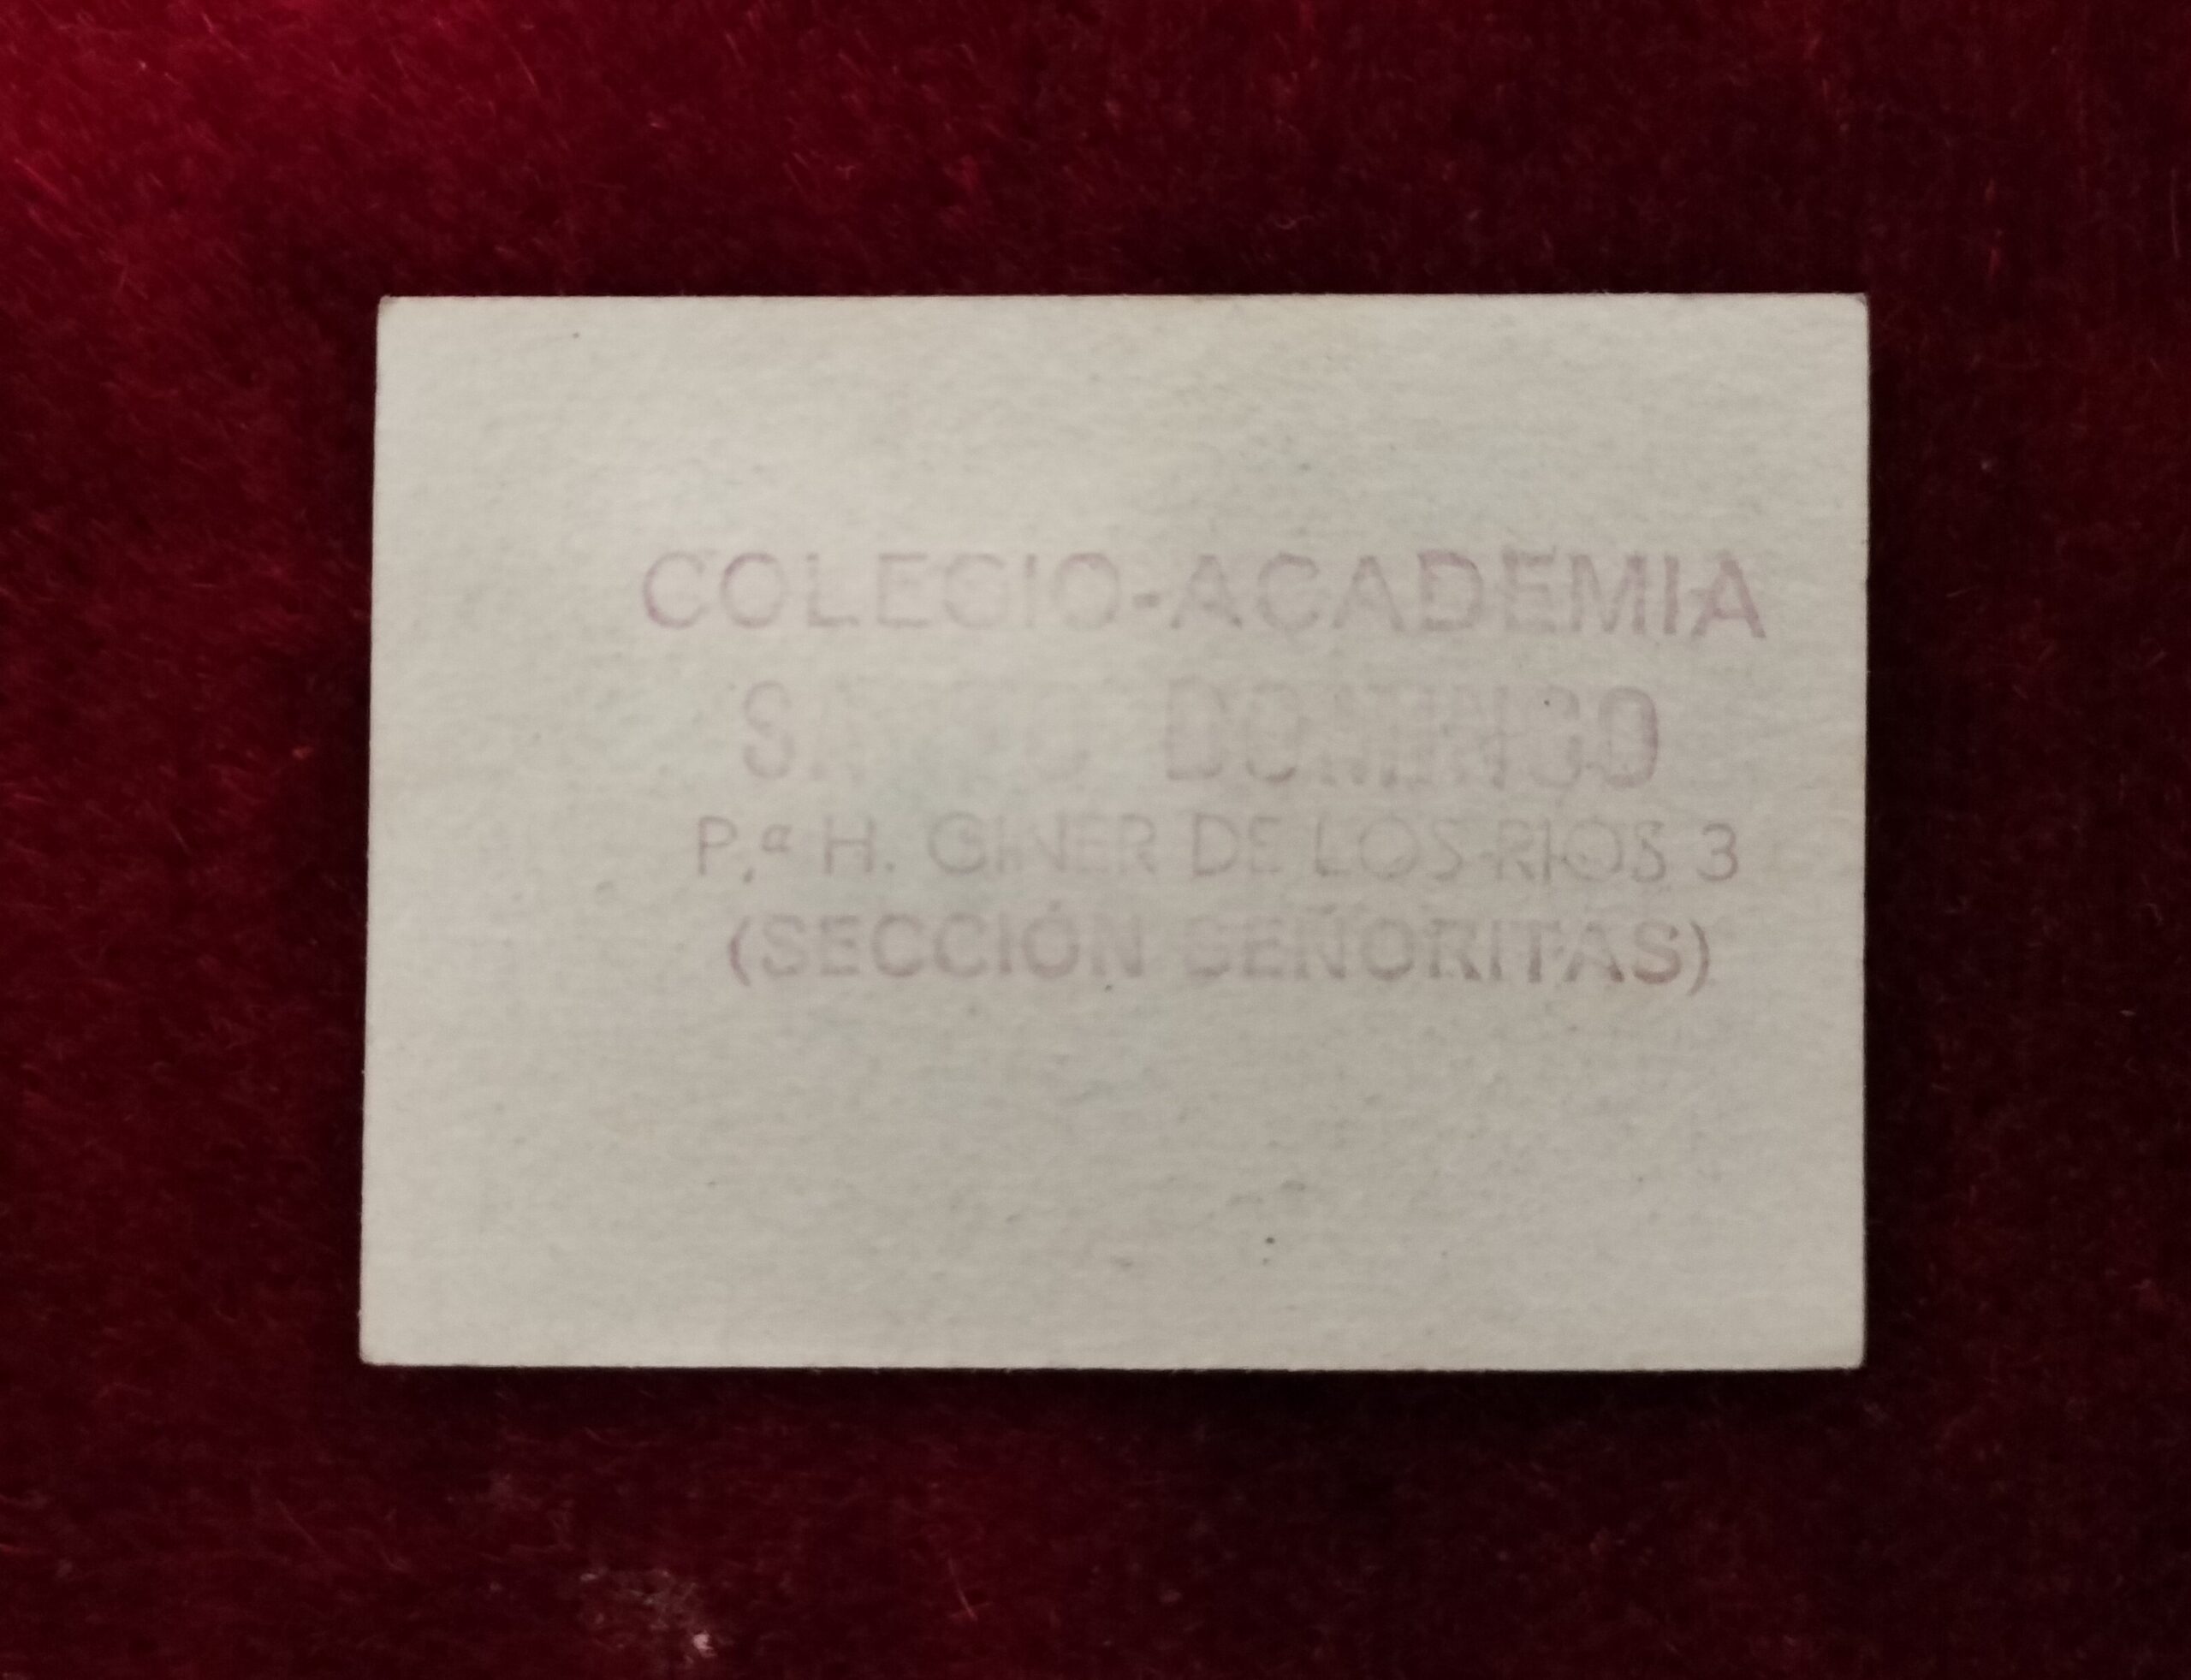 COLEGIO-ACADEMIA
DOMINGO
P.ª H. GINER DE LOS RIOS 3
(SECCIÓN SEÑORITAS)